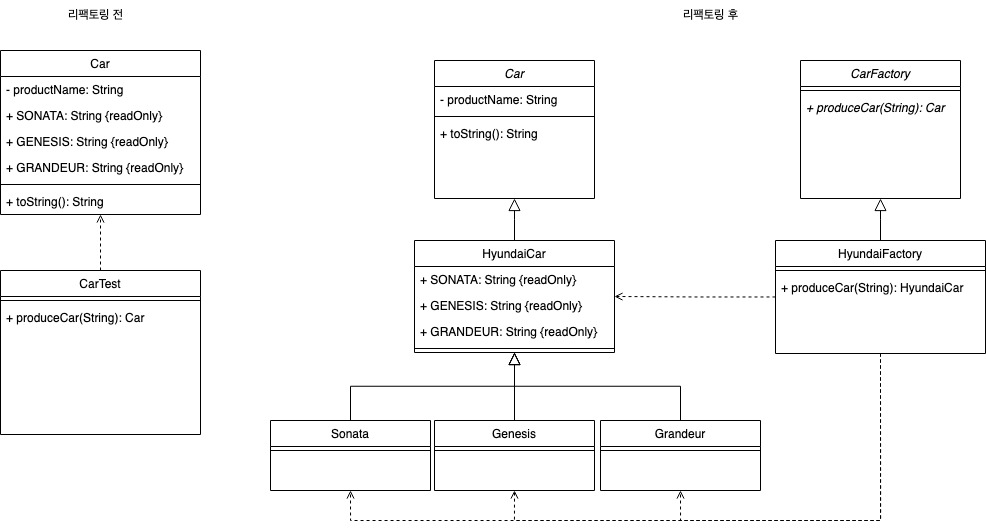 리팩토링 전
Car
- productName: String
+ SONATA: String {readOnly}
+ GENESIS: String {readOnly}
+ GRANDEUR: String {readOnly}
+ toString(): String
CarTest
+ produceCar(String): Car
리팩토링 후
Car
- productName: String
+ toString(): String
CarFactory
+ produceCar(String): Car
HyundaiCar
+ SONATA: String {readOnly}
+ GENESIS: String {readOnly}
+ GRANDEUR: String {readOnly}
HyundaiFactory
+ produceCar(String): HyundaiCar
Sonata
Genesis
Grandeur